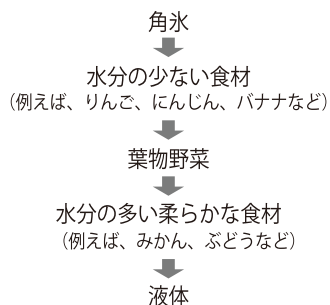 角氷
水分の少ない食材
（例えば、りんご、にんじん、バナナなど）
葉物野菜
水分の多い柔らかな食材
（例えば、みかん、ぶどうなど）
液体